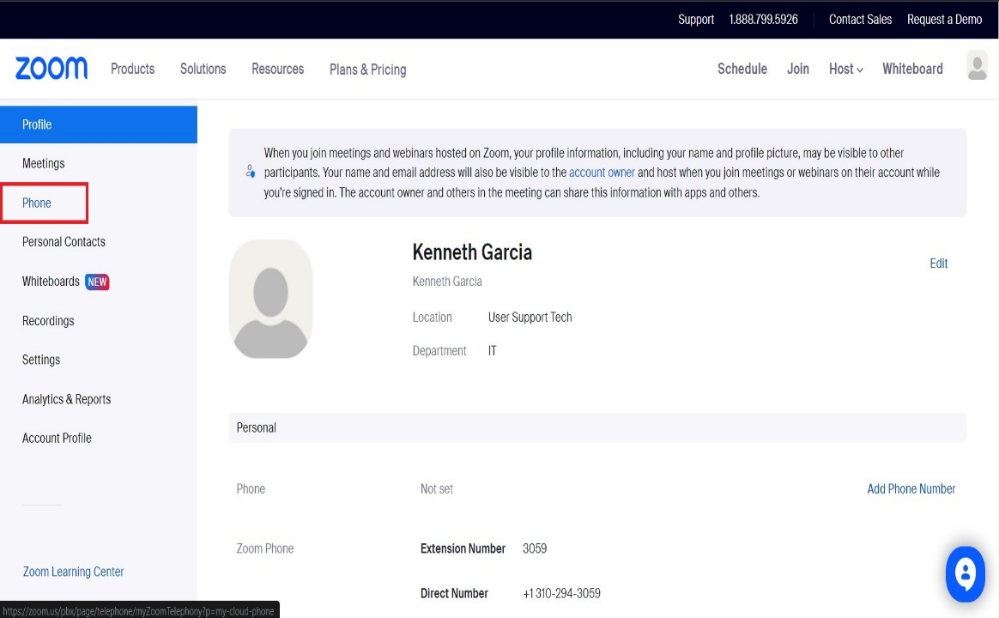 Support 1.888.799.5926 Contact Sales Request a Demo
zoom Products Solutions Resources Plans & Pricing Schedule Join Host Whiteboard
Profile
Meetings
Phone
Personal Contacts
Whiteboards NEW
Recordings
Settings
Analytics & Reports
Account Profile
Zoom Learning Center
When you join meetings and webinars hosted on Zoom, your profile information, including your name and profile picture, may be visible to other
participants. Your name and email address will also be visible to the account owner and host when you join meetings or webinars on their account while
you're signed in. The account owner and others in the meeting can share this information with apps and others.
Kenneth Garcia
Edit
Kenneth Garcia
Location User Support Tech
Department IT
Personal
Phone Not set Add Phone Number
Zoom Phone Extension Number 3059
Direct Number +1 310-294-3059
https://zoom.us/pbx/page/telephone/myZoomTelephony?p=my-cloud-phone